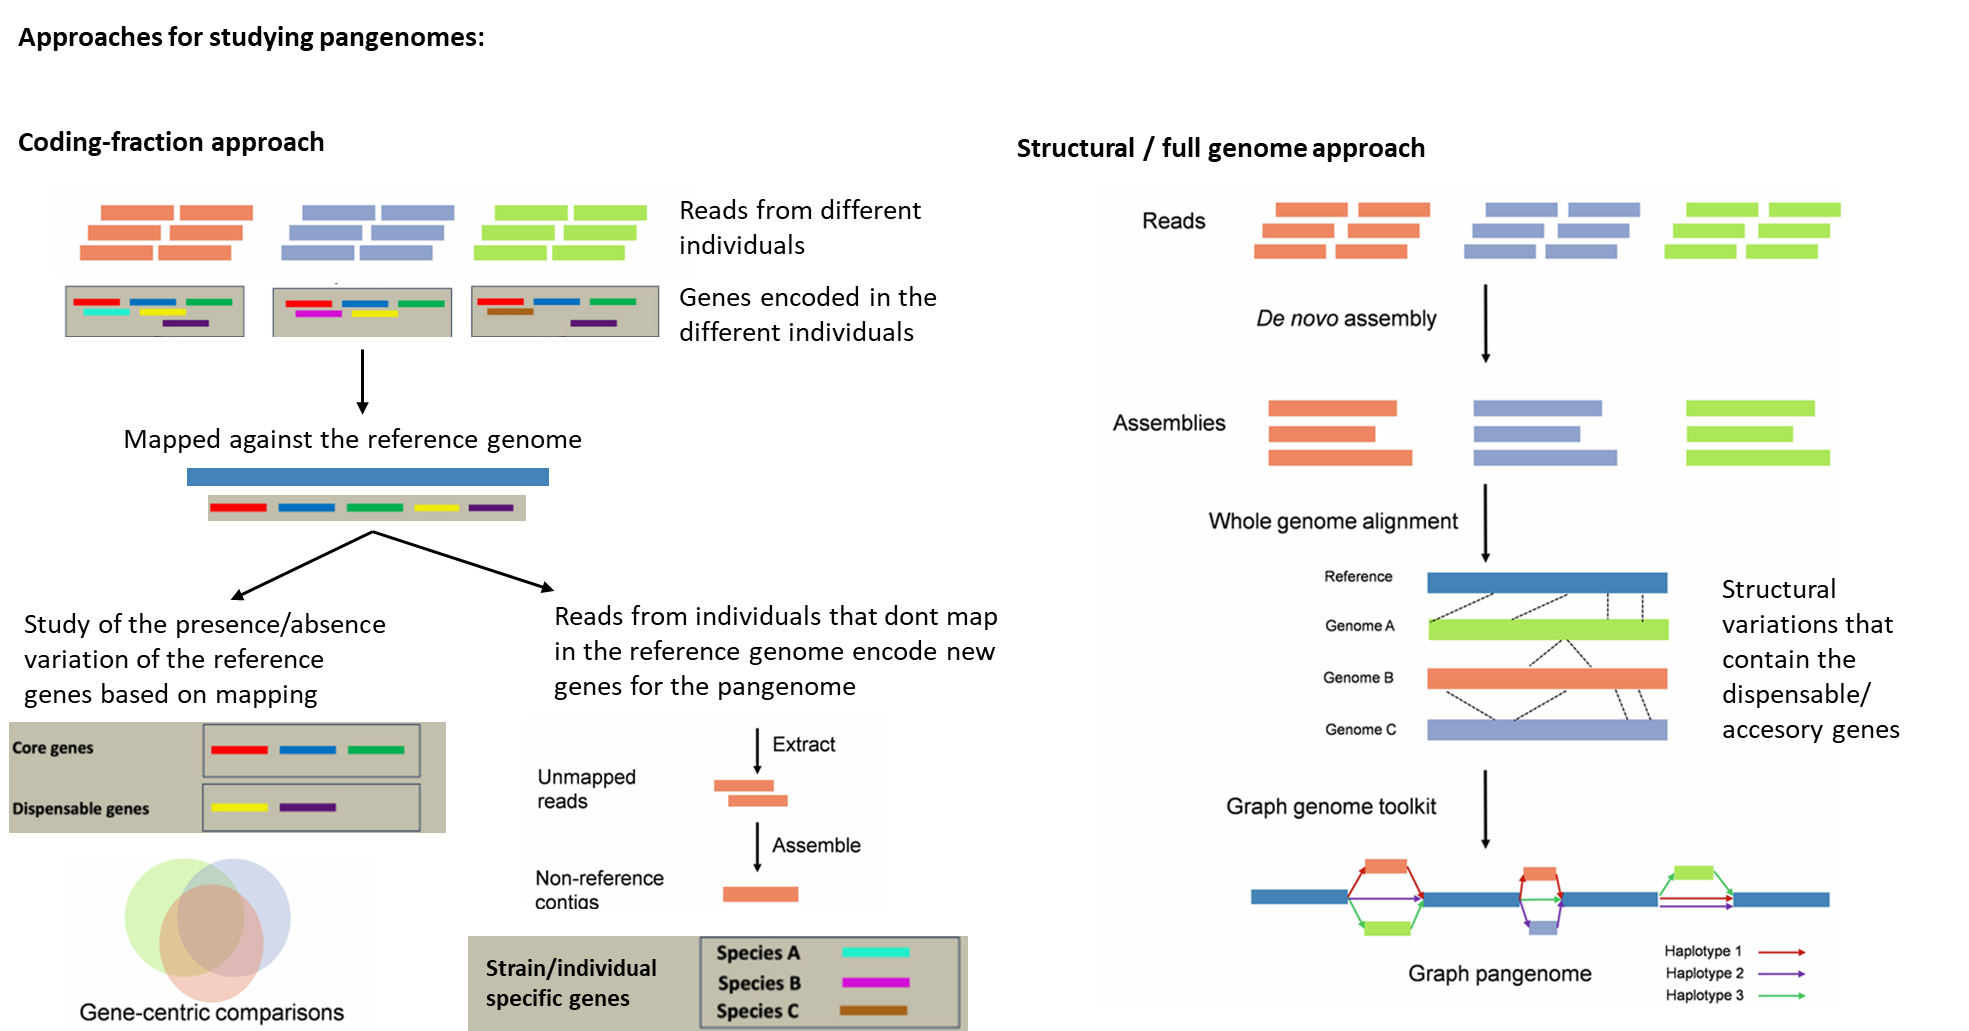 Approaches for studying pangenomes:
Coding-fraction approach
Reads from different
individuals
Genes encoded in the
different individuals
Mapped against the reference genome
Study of the presence/absence
variation of the reference
genes based on mapping
Core genes
Dispensable genes
Gene-centric comparisons
Reads from individuals that dont map
in the reference genome encode new
genes for the pangenome
Extract
Unmapped
reads
Assemble
Non-reference
contigs
Strain/individual
specific genes
Species A
Species B
Species C
Structural / full genome approach
Reads
De novo assembly
Assemblies
Whole genome alignment
Reference
Genome A
Genome B
Genome C
Structural
variations that
contain the
dispensable/
accesory genes
Graph genome toolkit
Graph pangenome
Haplotype 1
Haplotype 2
Haplotype 3